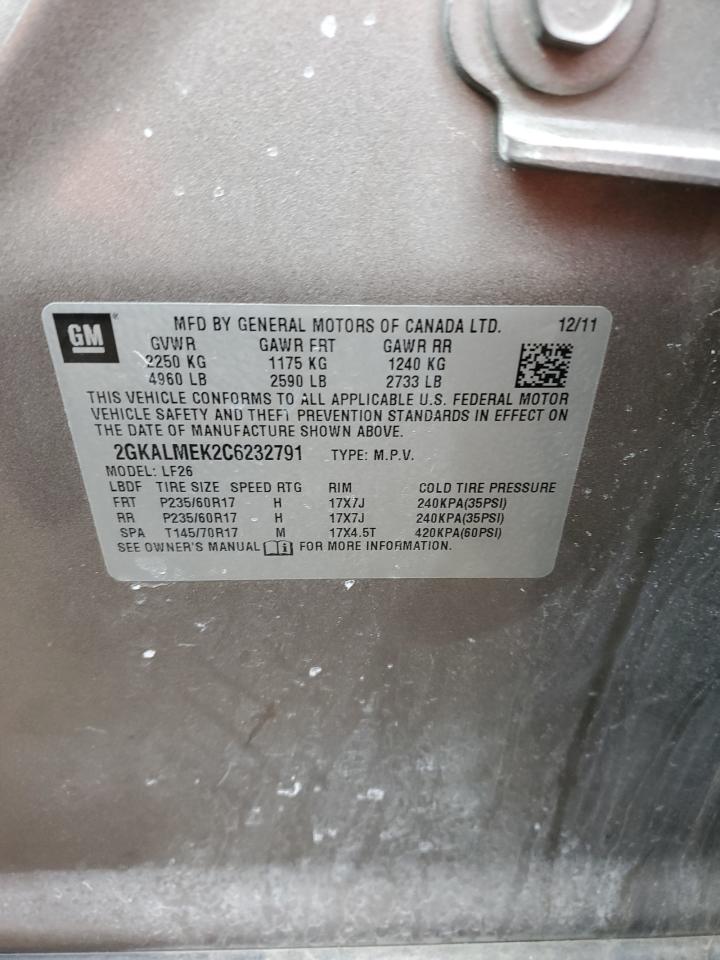 GM MFD BY GENERAL MOTORS OF CANADA LTD. 12/11
GVWR GAWR FRT GAWR RR
2250 KG 1175 KG 1240 KG
4960 LB 2590 LB 2733 LB
THIS VEHICLE CONFORMS TO ALL APPLICABLE U.S. FEDERAL MOTOR
VEHICLE SAFETY AND THEFT PREVENTION STANDARDS IN EFFECT ON
THE DATE OF MANUFACTURE SHOWN ABOVE.
2GKALMEK2C6232791 TYPE: M.P.V.
MODEL: LF26
LBDF TIRE SIZE SPEED RTG RIM COLD TIRE PRESSURE
FRT P235/60R17 H 17X7J 240KPA(35PSI)
RR P235/60R17 H 17X7J 240KPA(35PSI)
SPA T145/70R17 M 17X4.5T 420KPA(60PSI)
SEE OWNER'S MANUAL FOR MORE INFORMATION.